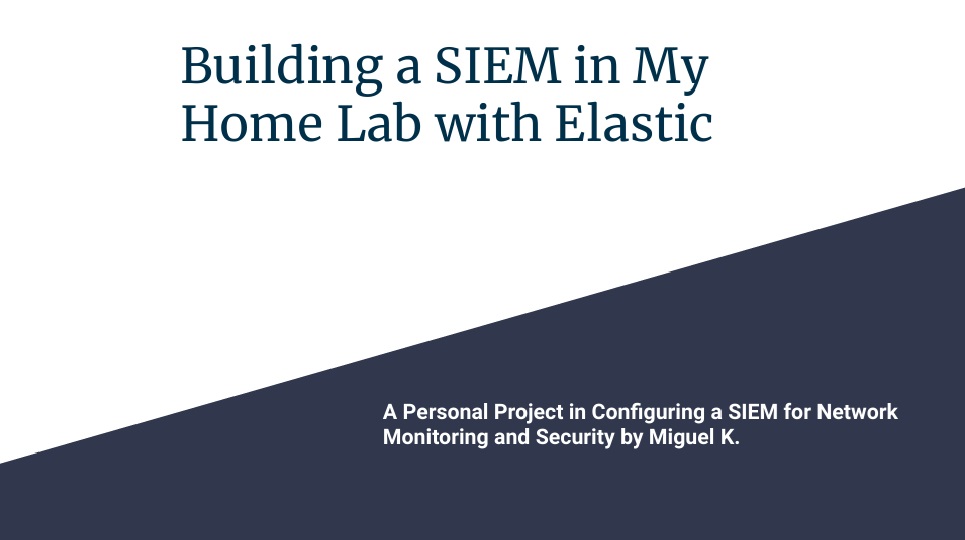 Building a SIEM in My
Home Lab with Elastic
A Personal Project in Configuring a SIEM for Network
Monitoring and Security by Miguel K.